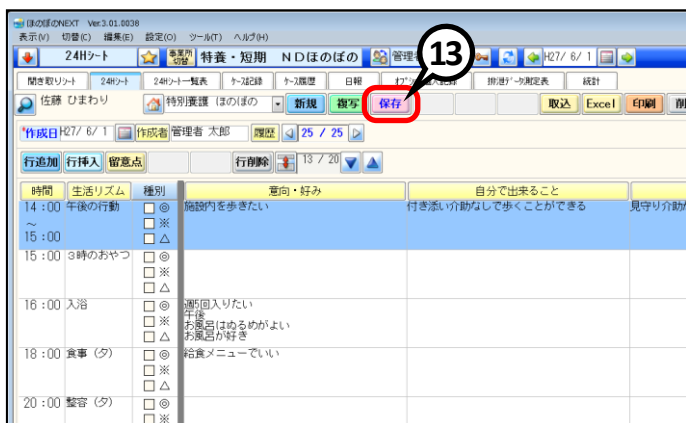 ほのぼのNEXT Ver.3.01.0038
表示(V) 切替(C) 編集(E) 設定(O) ツール(T) ヘルプ(H)
24Hシート 事業所切替 特養・短期 NDほのぼの 管理者 H27/ 6/ 1
聞き取りシート 24Hシート 24Hシート一覧表 ケース記録 ケース履歴 日報 排泄データ測定表 統計
佐藤 ひまわり 特別養護 (ほのぼの 新規 複写 保存 取込 Excel 印刷 削
13
*作成日 H27/ 6/ 1 作成者 管理者 太郎 履歴 25 / 25
行追加 行挿入 留意点 行削除 13 / 20
時間 生活リズム 種別 意向・好み 自分で出来ること
14:00 午後の行動 ◎ 施設内を歩きたい 付き添い介助なしで歩くことができる 見守り介助が
～ ※
15:00 △
15:00 3時のおやつ ◎
※
△
16:00 入浴 ◎ 週5回入りたい
午後
※ お風呂はぬるめがよい
△ お風呂が好き
18:00 食事(夕) ◎ 給食メニューでいい
※
△
20:00 整容(夕) ◎
※